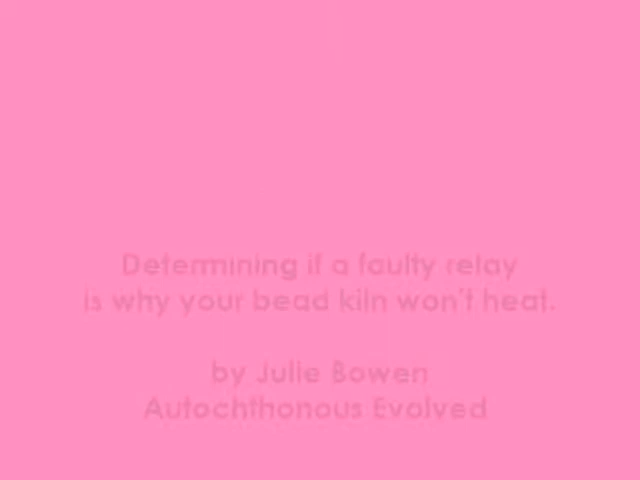 Determining if a faulty relay
is why your bead kiln won't heat.
by Julie Bowen
Autochthonous Evolved